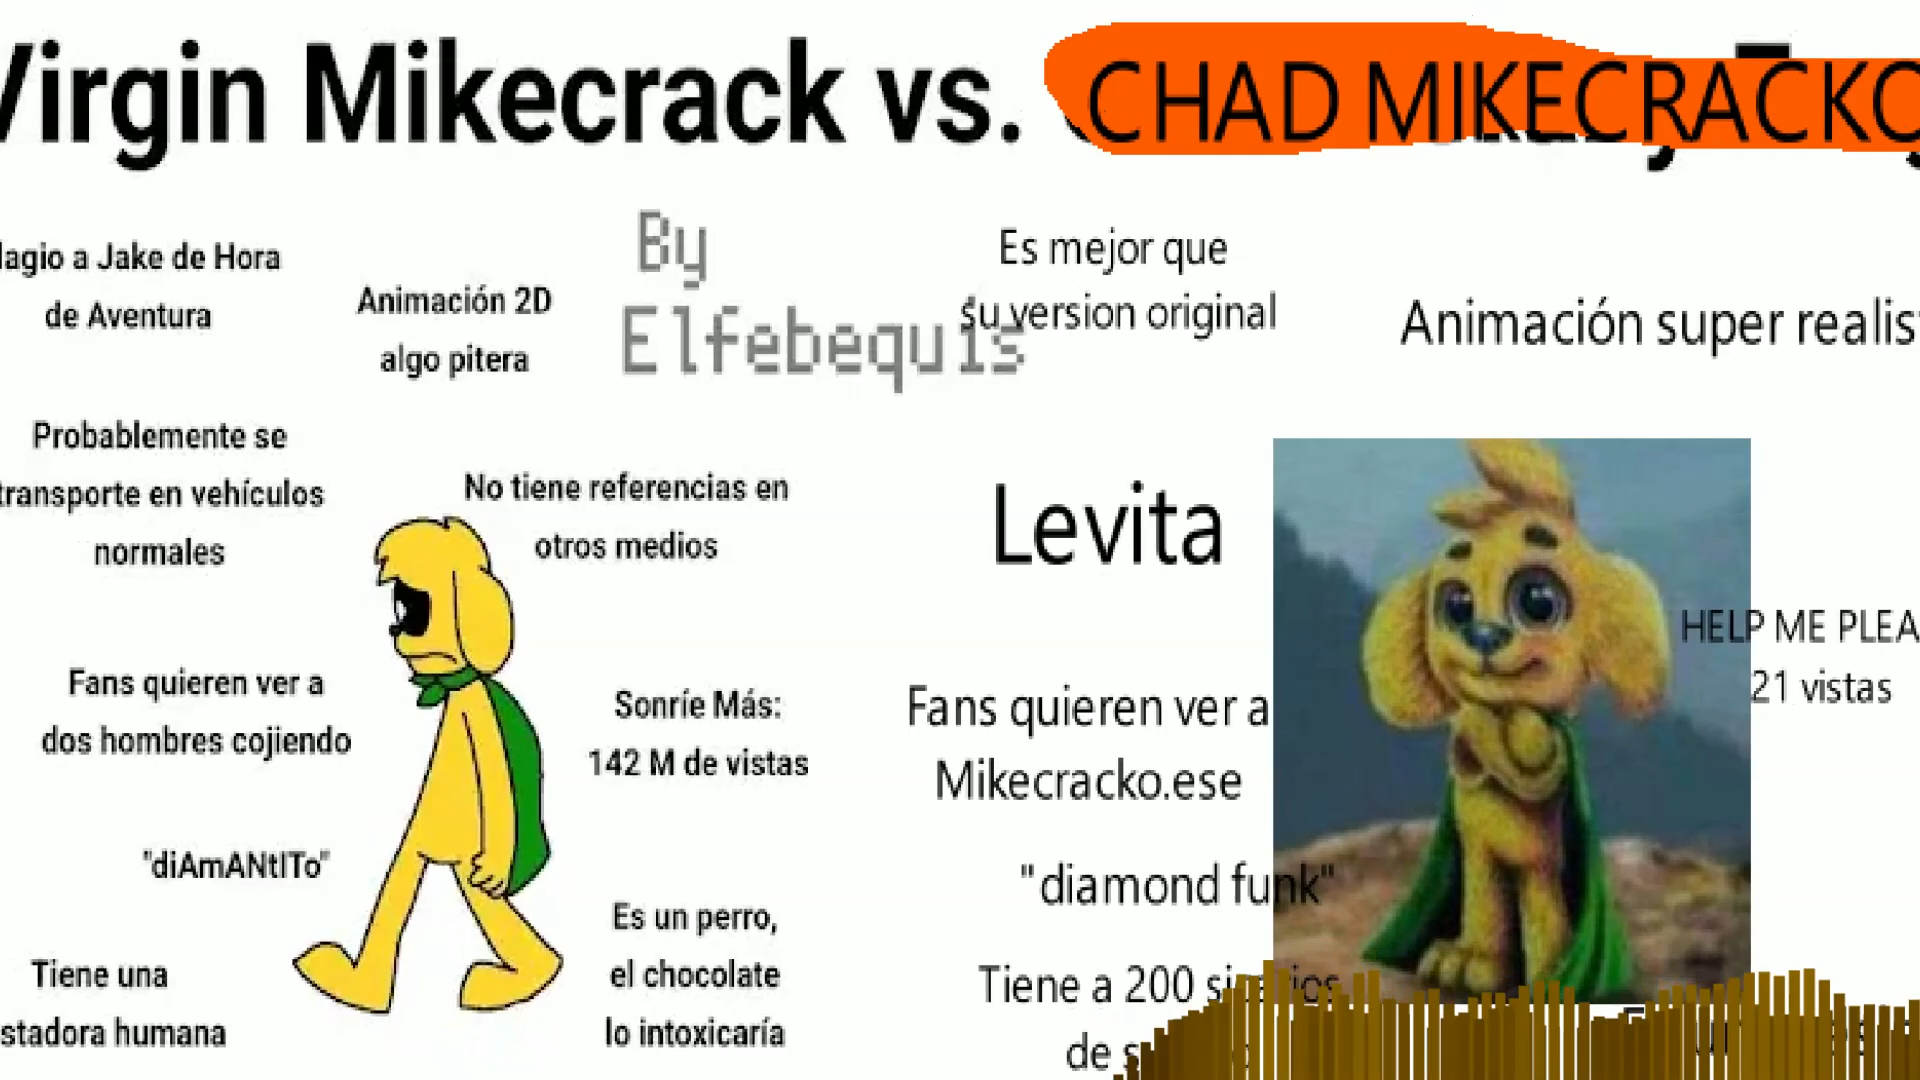 Virgin Mikecrack vs. CHAD MIKECRACKO
lagio a Jake de Hora
de Aventura
Animación 2D
algo pitera
By
Elfebequis
Es mejor que
su version original
Animación super realis
Probablemente se
transporte en vehículos
normales
No tiene referencias en
otros medios
Levita
HELP ME PLEA
21 vistas
Fans quieren ver a
dos hombres cojiendo
Sonríe Más:
142 M de vistas
Fans quieren ver a
Mikecracko.ese
"diAmANtITo"
"diamond funk"
Tiene una
stadora humana
Es un perro,
el chocolate
lo intoxicaría
Tiene a 200
de